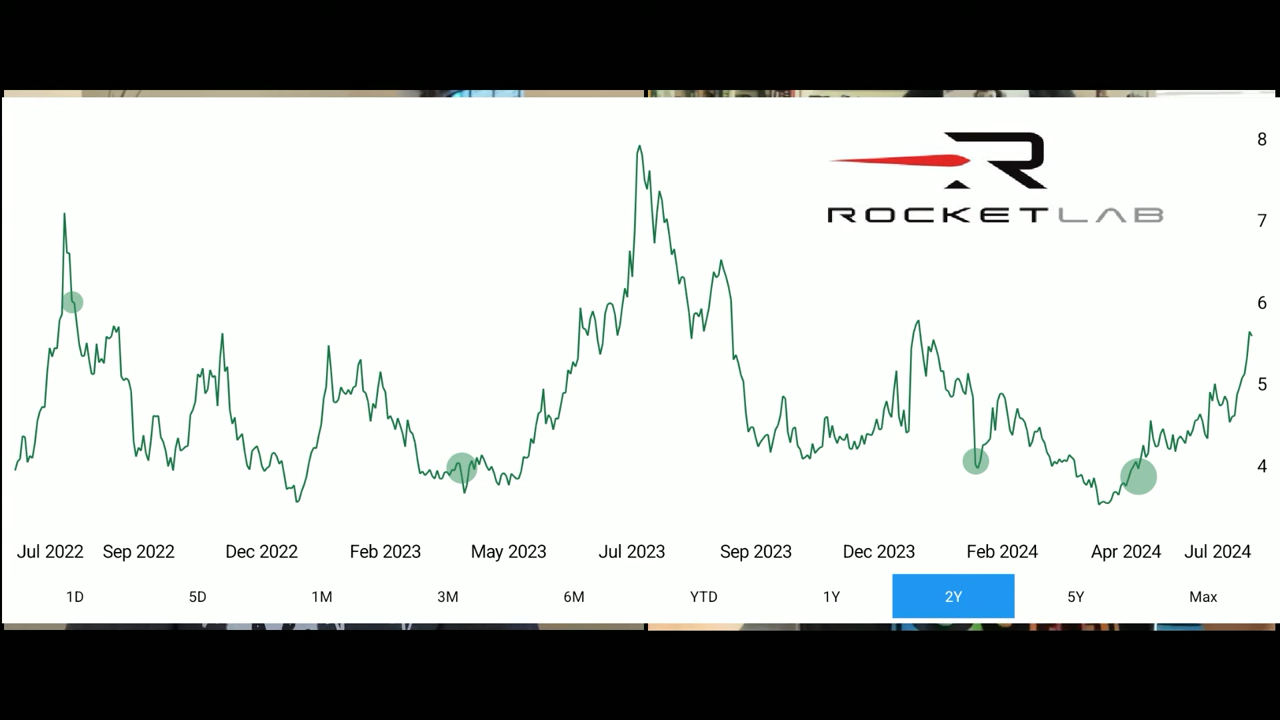 8
ROCKETLAB
7
6
5
4
Jul 2022 Sep 2022 Dec 2022 Feb 2023 May 2023 Jul 2023 Sep 2023 Dec 2023 Feb 2024 Apr 2024 Jul 2024
1D 5D 1M 3M 6M YTD 1Y 2Y 5Y Max